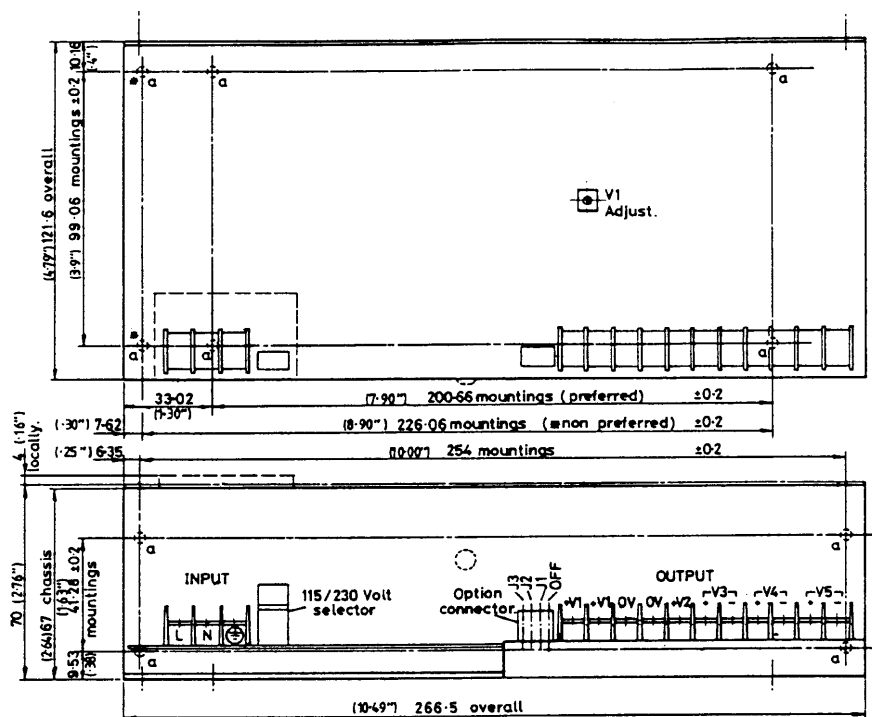 (4·79") 121·6 overall
(3·9") 99·06 mountings ±0·2
10·16
(·4")
* a
a
a
V1
Adjust.
* a
a
a
33·02
(1·30")
(7·90") 200·66 mountings (preferred) ±0·2
(·30") 7·62
(8·90") 226·06 mountings (*non preferred) ±0·2
(·25") 6·35
(10·00") 254 mountings ±0·2
4 (·16")
locally.
70 (2·76")
(2·64) 67 chassis
(1·63")
41·28 ±0·2
mountings
9·53
(·38)
a
a
INPUT
115/230 Volt
selector
L N
Option
connector
J3
J2
J1
OFF
OUTPUT
+V1 +V1 0V 0V +V2 + V3 - + V4 - + V5 -
a
a
(10·49") 266·5 overall